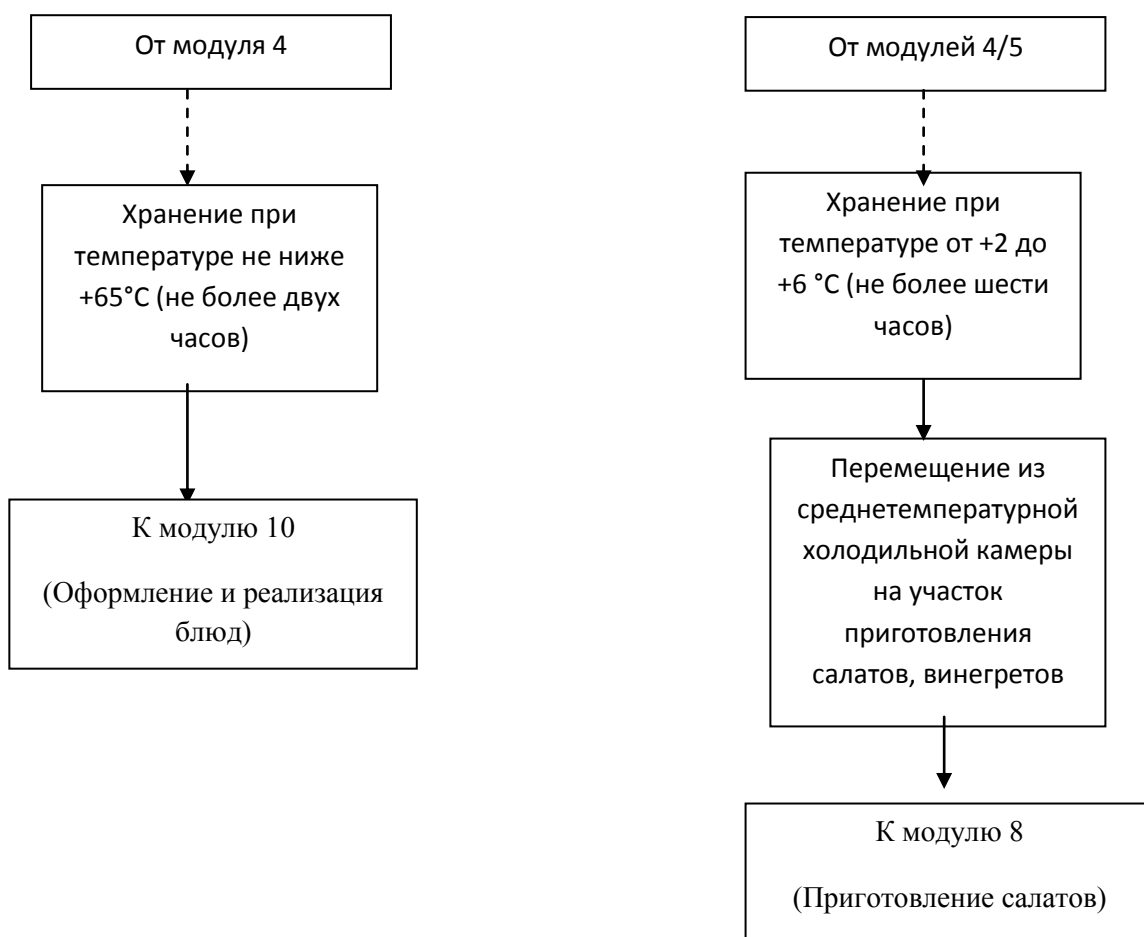 От модуля 4
Хранение при
температуре не ниже
+65°C (не более двух
часов)
К модулю 10
(Оформление и реализация
блюд)
От модулей 4/5
Хранение при
температуре от +2 до
+6 °C (не более шести
часов)
Перемещение из
среднетемпературной
холодильной камеры
на участок
приготовления
салатов, винегретов
К модулю 8
(Приготовление салатов)